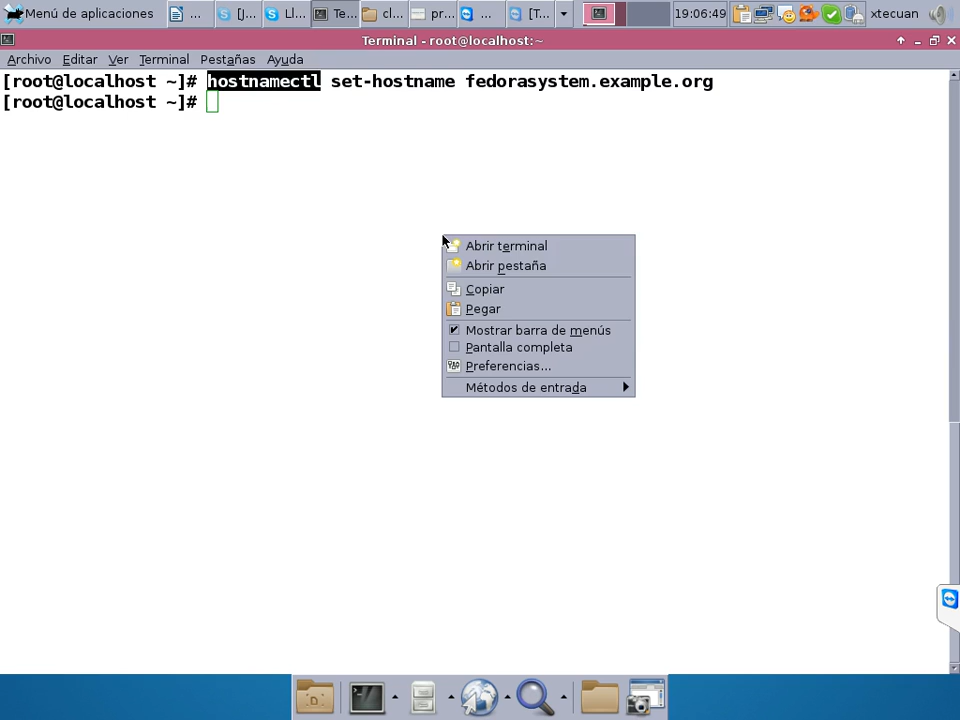 Menú de aplicaciones ... [J... Ll... Te... cl... pr... ... [T... 19:06:49 xtecuan
Terminal - root@localhost:~
Archivo Editar Ver Terminal Pestañas Ayuda
[root@localhost ~]# hostnamectl set-hostname fedorasystem.example.org
[root@localhost ~]#
Abrir terminal
Abrir pestaña
Copiar
Pegar
Mostrar barra de menús
Pantalla completa
Preferencias...
Métodos de entrada